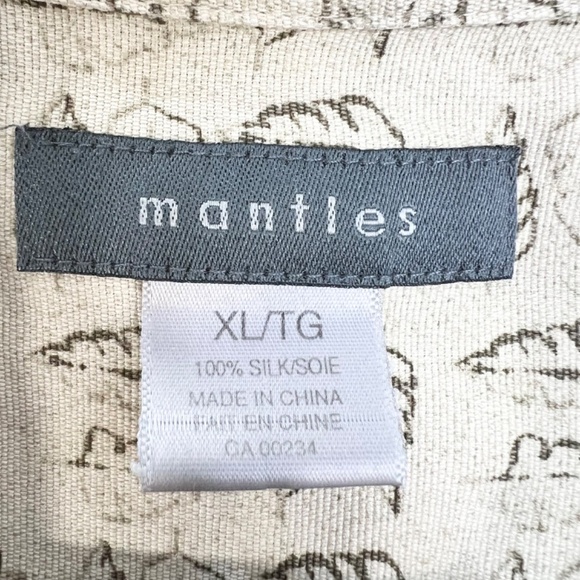 mantles
XL/TG
100% SILK/SOIE
MADE IN CHINA
FAIT EN CHINE
CA 00234